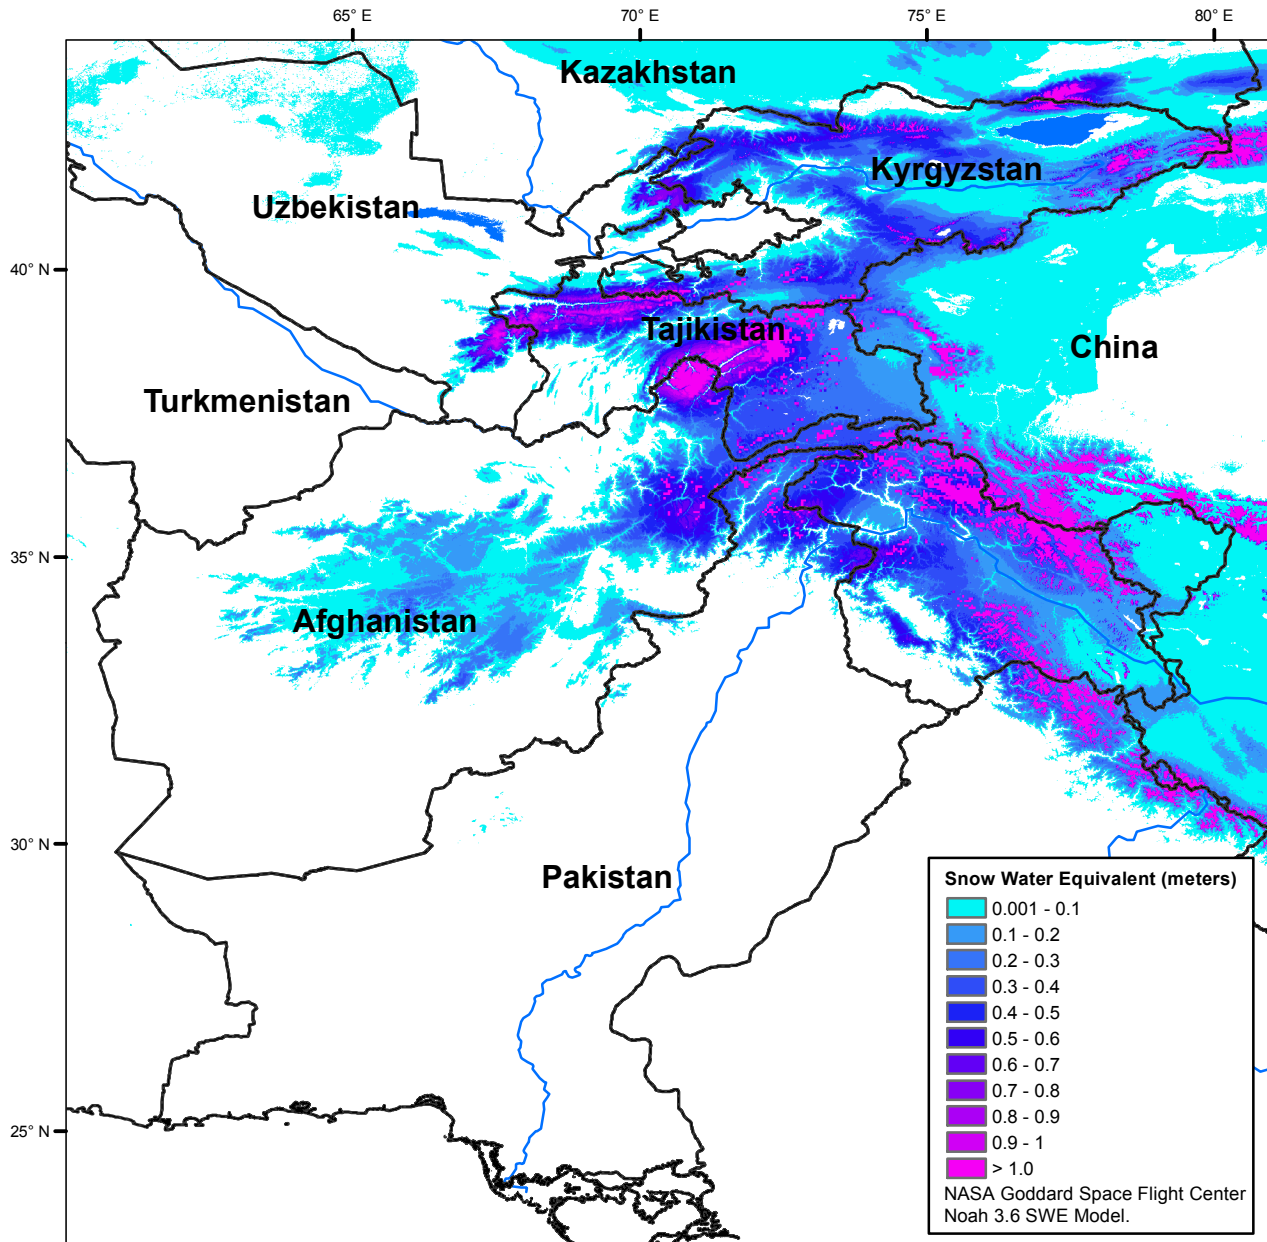 65° E
70° E
75° E
80° E
Kazakhstan
Kyrgyzstan
Uzbekistan
40° N
Tajikistan
China
Turkmenistan
35° N
Afghanistan
30° N
Pakistan
25° N
Snow Water Equivalent (meters)
0.001 - 0.1
0.1 - 0.2
0.2 - 0.3
0.3 - 0.4
0.4 - 0.5
0.5 - 0.6
0.6 - 0.7
0.7 - 0.8
0.8 - 0.9
0.9 - 1
> 1.0
NASA Goddard Space Flight Center
Noah 3.6 SWE Model.